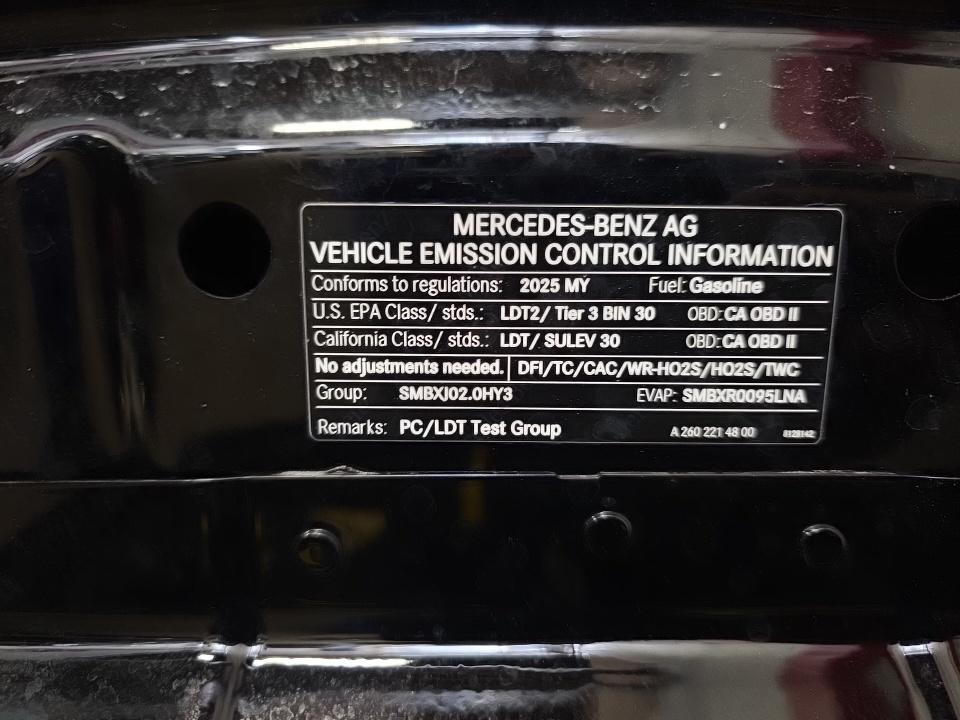 MERCEDES-BENZ AG
VEHICLE EMISSION CONTROL INFORMATION
Conforms to regulations: 2025 MY Fuel: Gasoline
U.S. EPA Class/ stds.: LDT2/ Tier 3 BIN 30 OBD: CA OBD II
California Class/ stds.: LDT/ SULEV 30 OBD: CA OBD II
No adjustments needed. DFI/TC/CAC/WR-HO2S/HO2S/TWC
Group: SMBXJ02.0HY3 EVAP: SMBXR0095LNA
Remarks: PC/LDT Test Group A 260 221 48 00